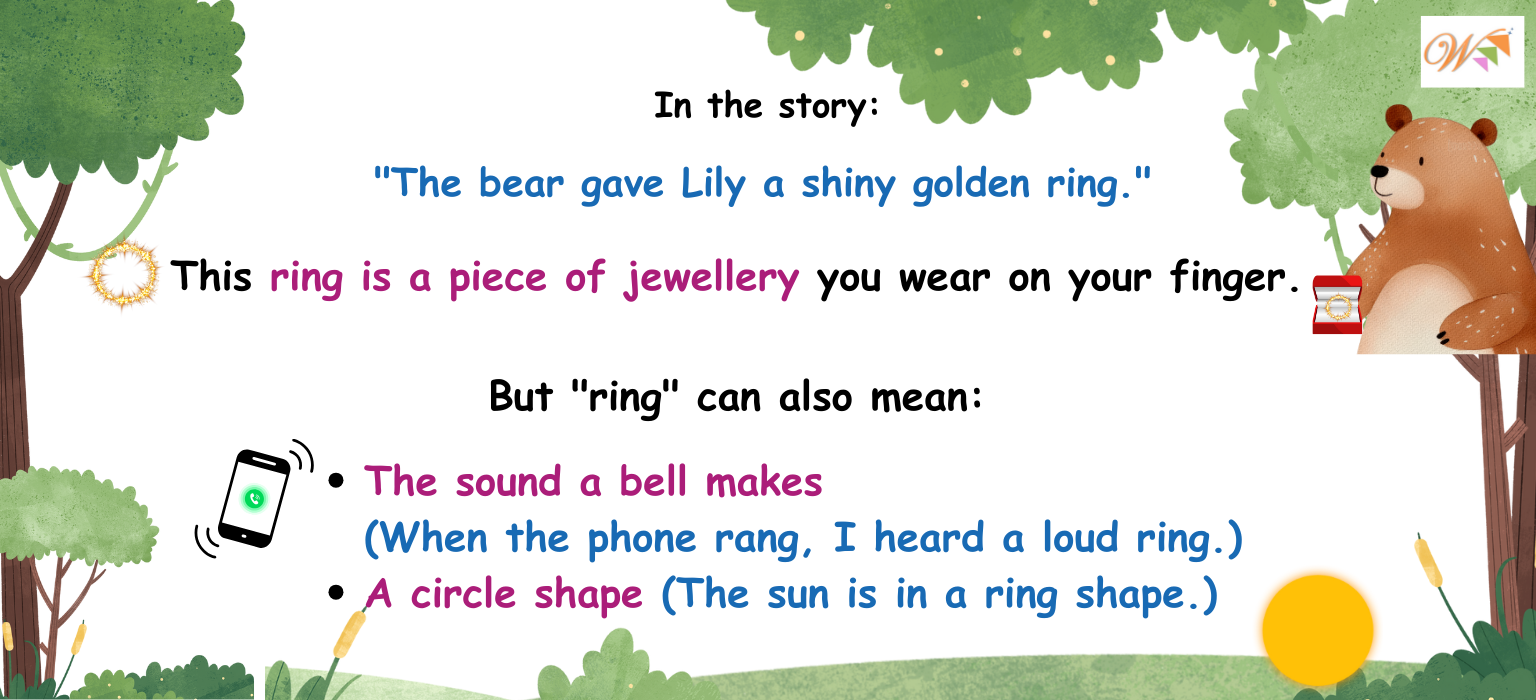 In the story:
"The bear gave Lily a shiny golden ring."
This ring is a piece of jewellery you wear on your finger.
But "ring" can also mean:
• The sound a bell makes
(When the phone rang, I heard a loud ring.)
• A circle shape (The sun is in a ring shape.)
W